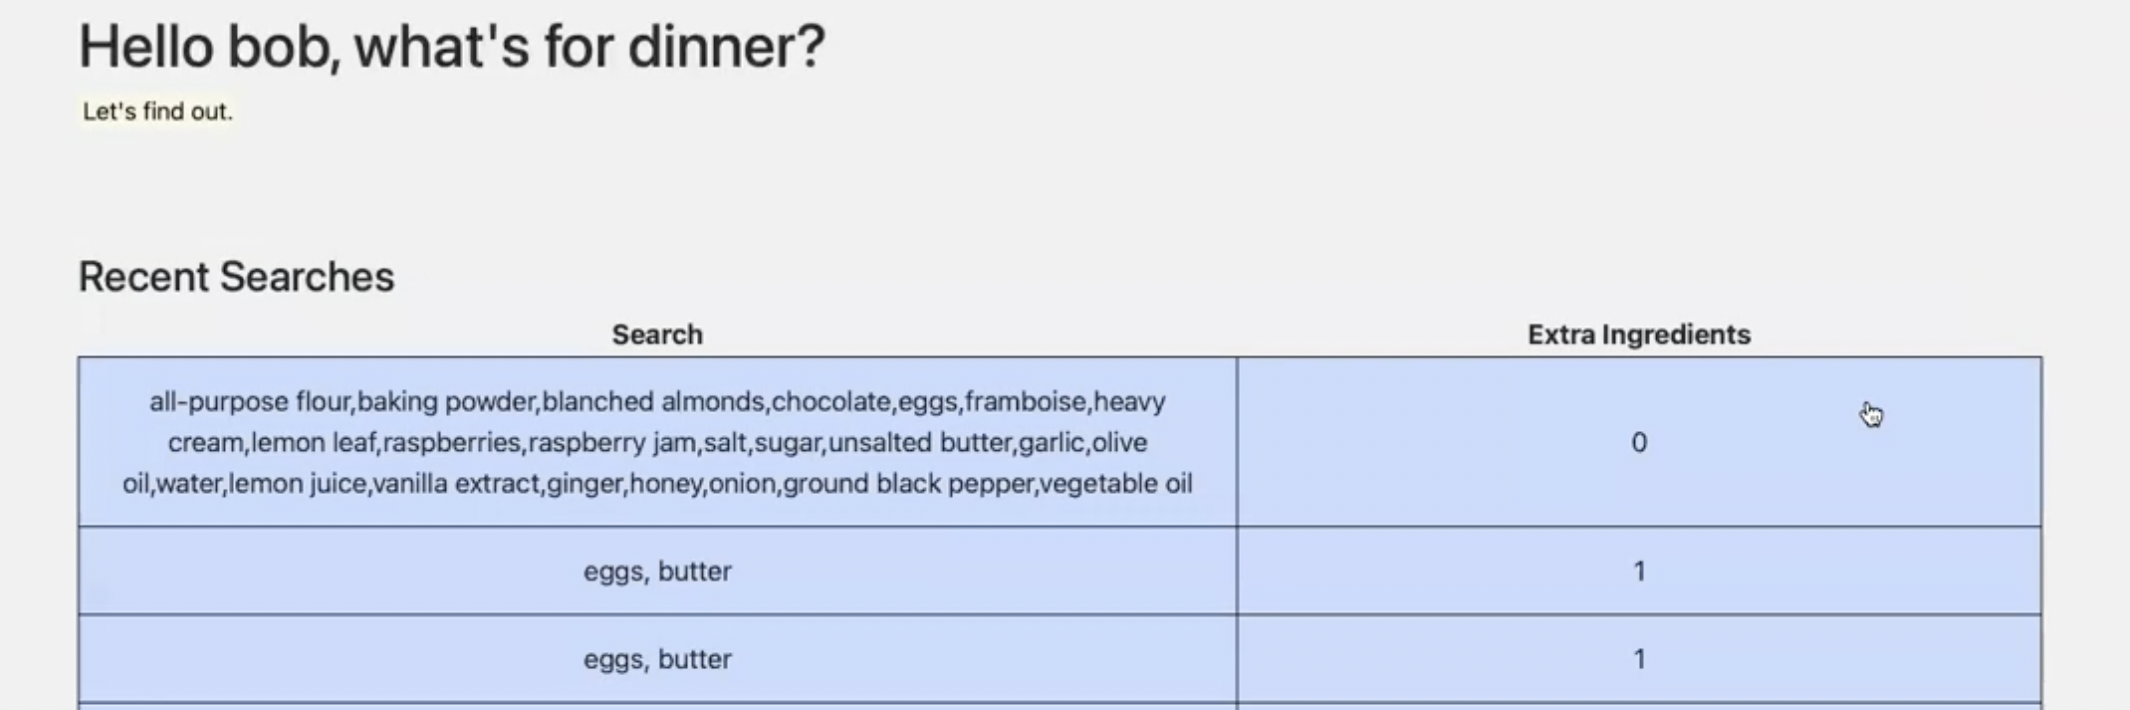 Hello bob, what's for dinner?
Let's find out.
Recent Searches
Search Extra Ingredients
all-purpose flour,baking powder,blanched almonds,chocolate,eggs,framboise,heavy
cream,lemon leaf,raspberries,raspberry jam,salt,sugar,unsalted butter,garlic,olive
oil,water,lemon juice,vanilla extract,ginger,honey,onion,ground black pepper,vegetable oil
0
eggs, butter 1
eggs, butter 1